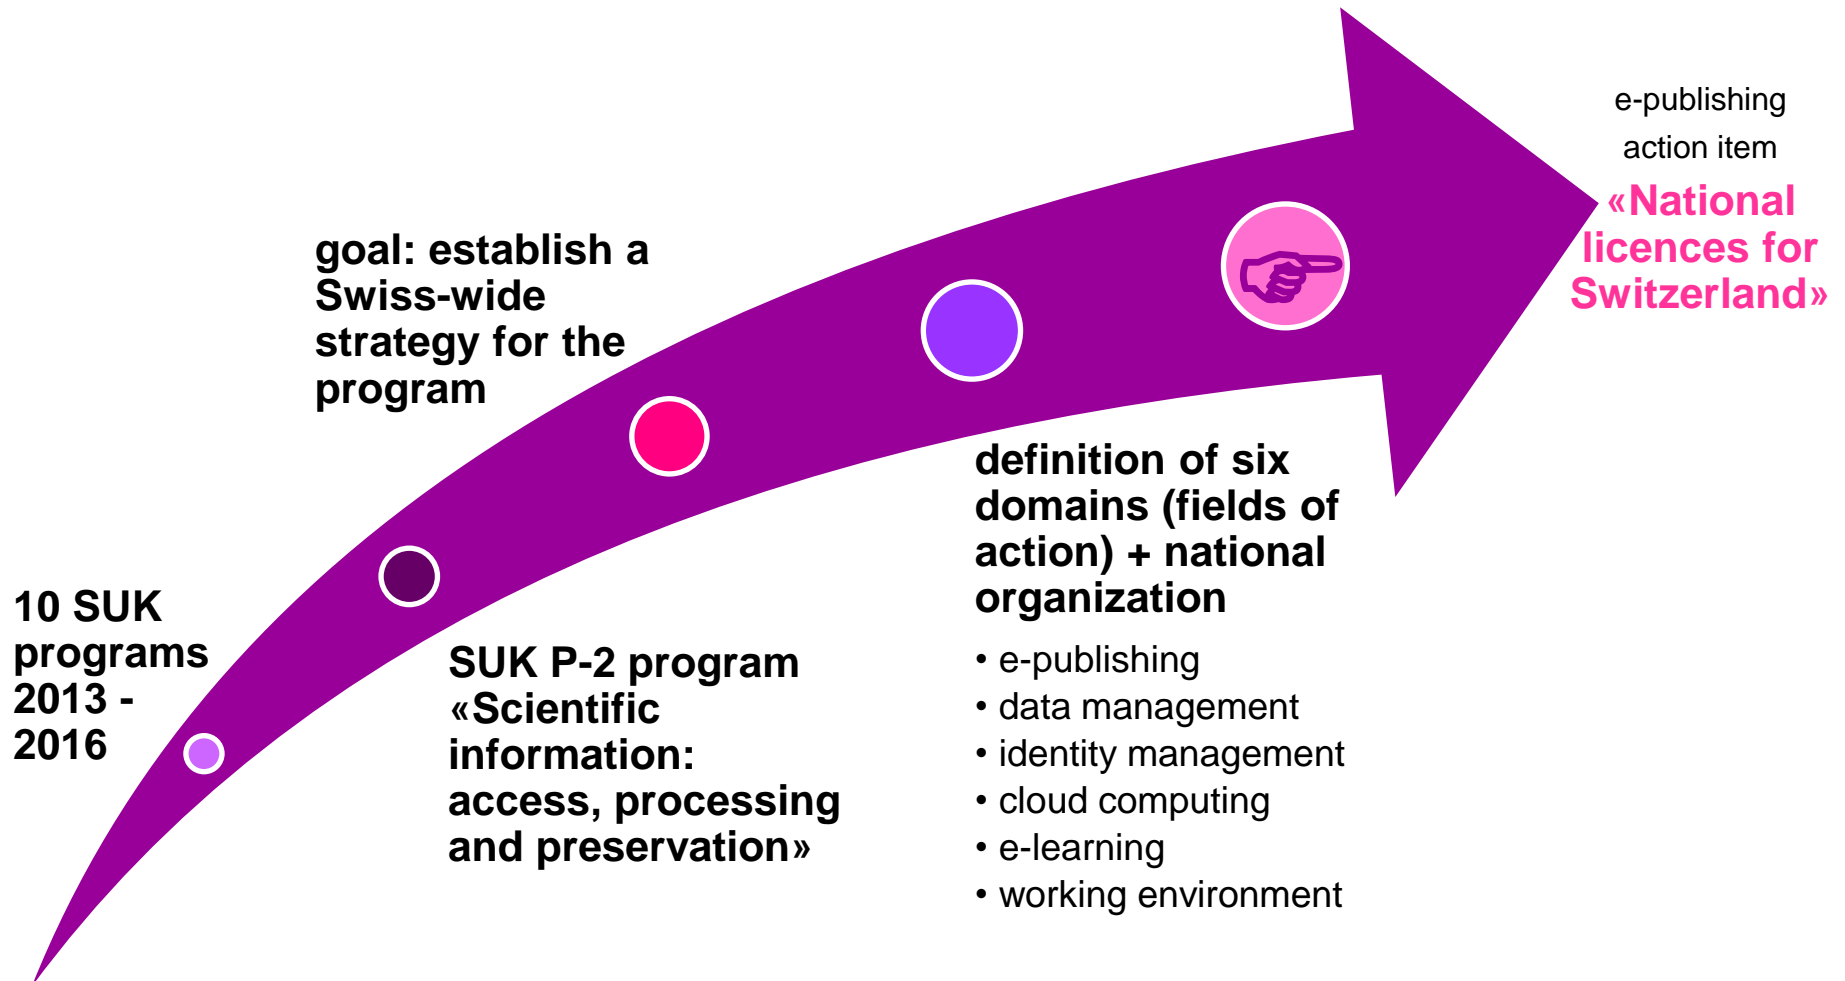 10 SUK
programs
2013 -
2016
SUK P-2 program
«Scientific
information:
access, processing
and preservation»
goal: establish a
Swiss-wide
strategy for the
program
definition of six
domains (fields of
action) + national
organization
• e-publishing
• data management
• identity management
• cloud computing
• e-learning
• working environment
e-publishing
action item
«National
licences for
Switzerland»